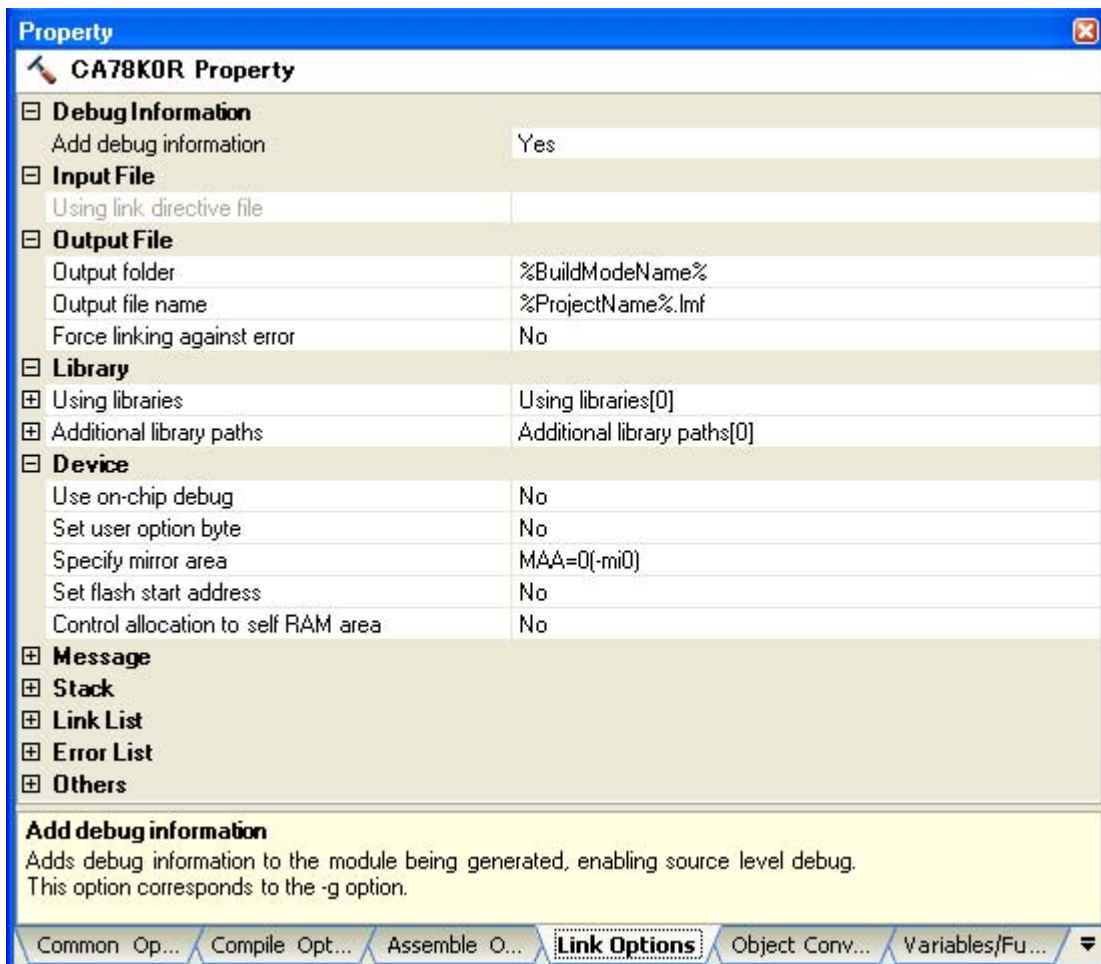 Property
CA78K0R Property
Debug Information
Add debug information Yes
Input File
Using link directive file
Output File
Output folder %BuildModeName%
Output file name %ProjectName%.lmf
Force linking against error No
Library
Using libraries Using libraries[0]
Additional library paths Additional library paths[0]
Device
Use on-chip debug No
Set user option byte No
Specify mirror area MAA=0(-mi0)
Set flash start address No
Control allocation to self RAM area No
Message
Stack
Link List
Error List
Others
Add debug information
Adds debug information to the module being generated, enabling source level debug.
This option corresponds to the -g option.
Common Op... Compile Opt... Assemble O... Link Options Object Conv... Variables/Fu...